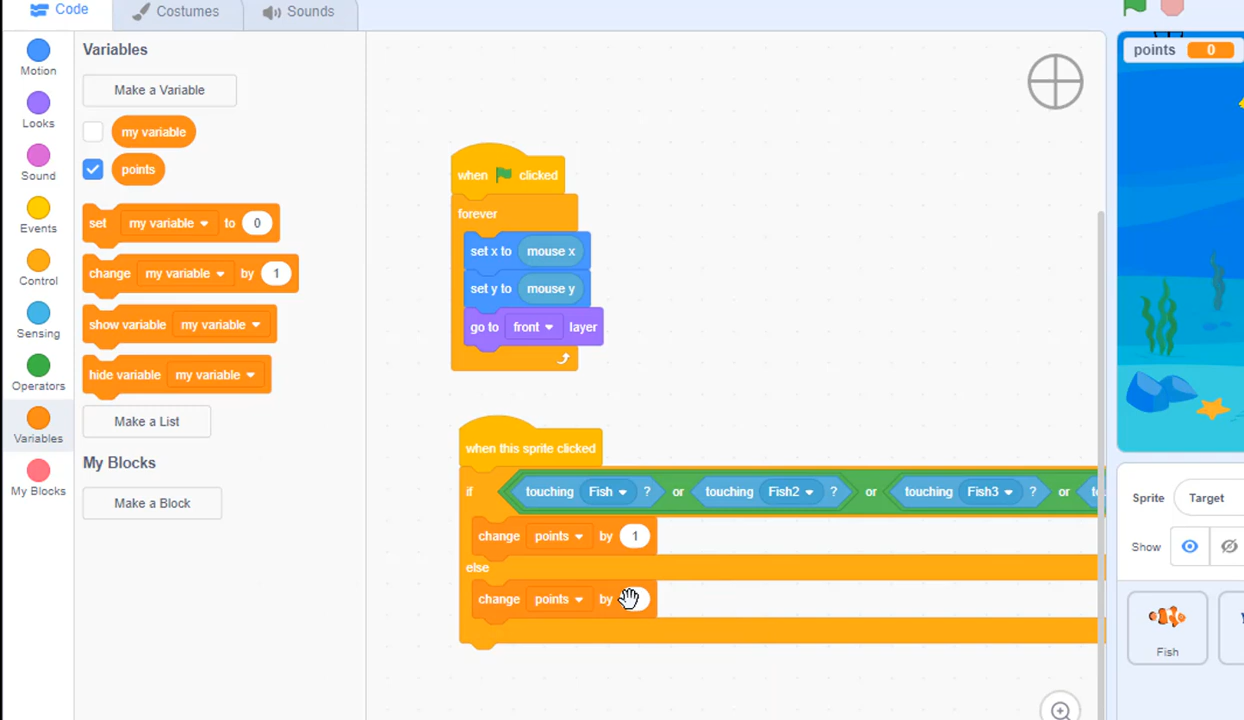 Code
Costumes
Sounds
Motion
Looks
Sound
Events
Control
Sensing
Operators
Variables
My Blocks
Variables
Make a Variable
my variable
points
set my variable to 0
change my variable by 1
show variable my variable
hide variable my variable
Make a List
My Blocks
Make a Block
when clicked
forever
set x to mouse x
set y to mouse y
go to front layer
when this sprite clicked
if touching Fish ? or touching Fish2 ? or touching Fish3 ? or
change points by 1
else
change points by
points 0
Sprite Target
Show
Fish